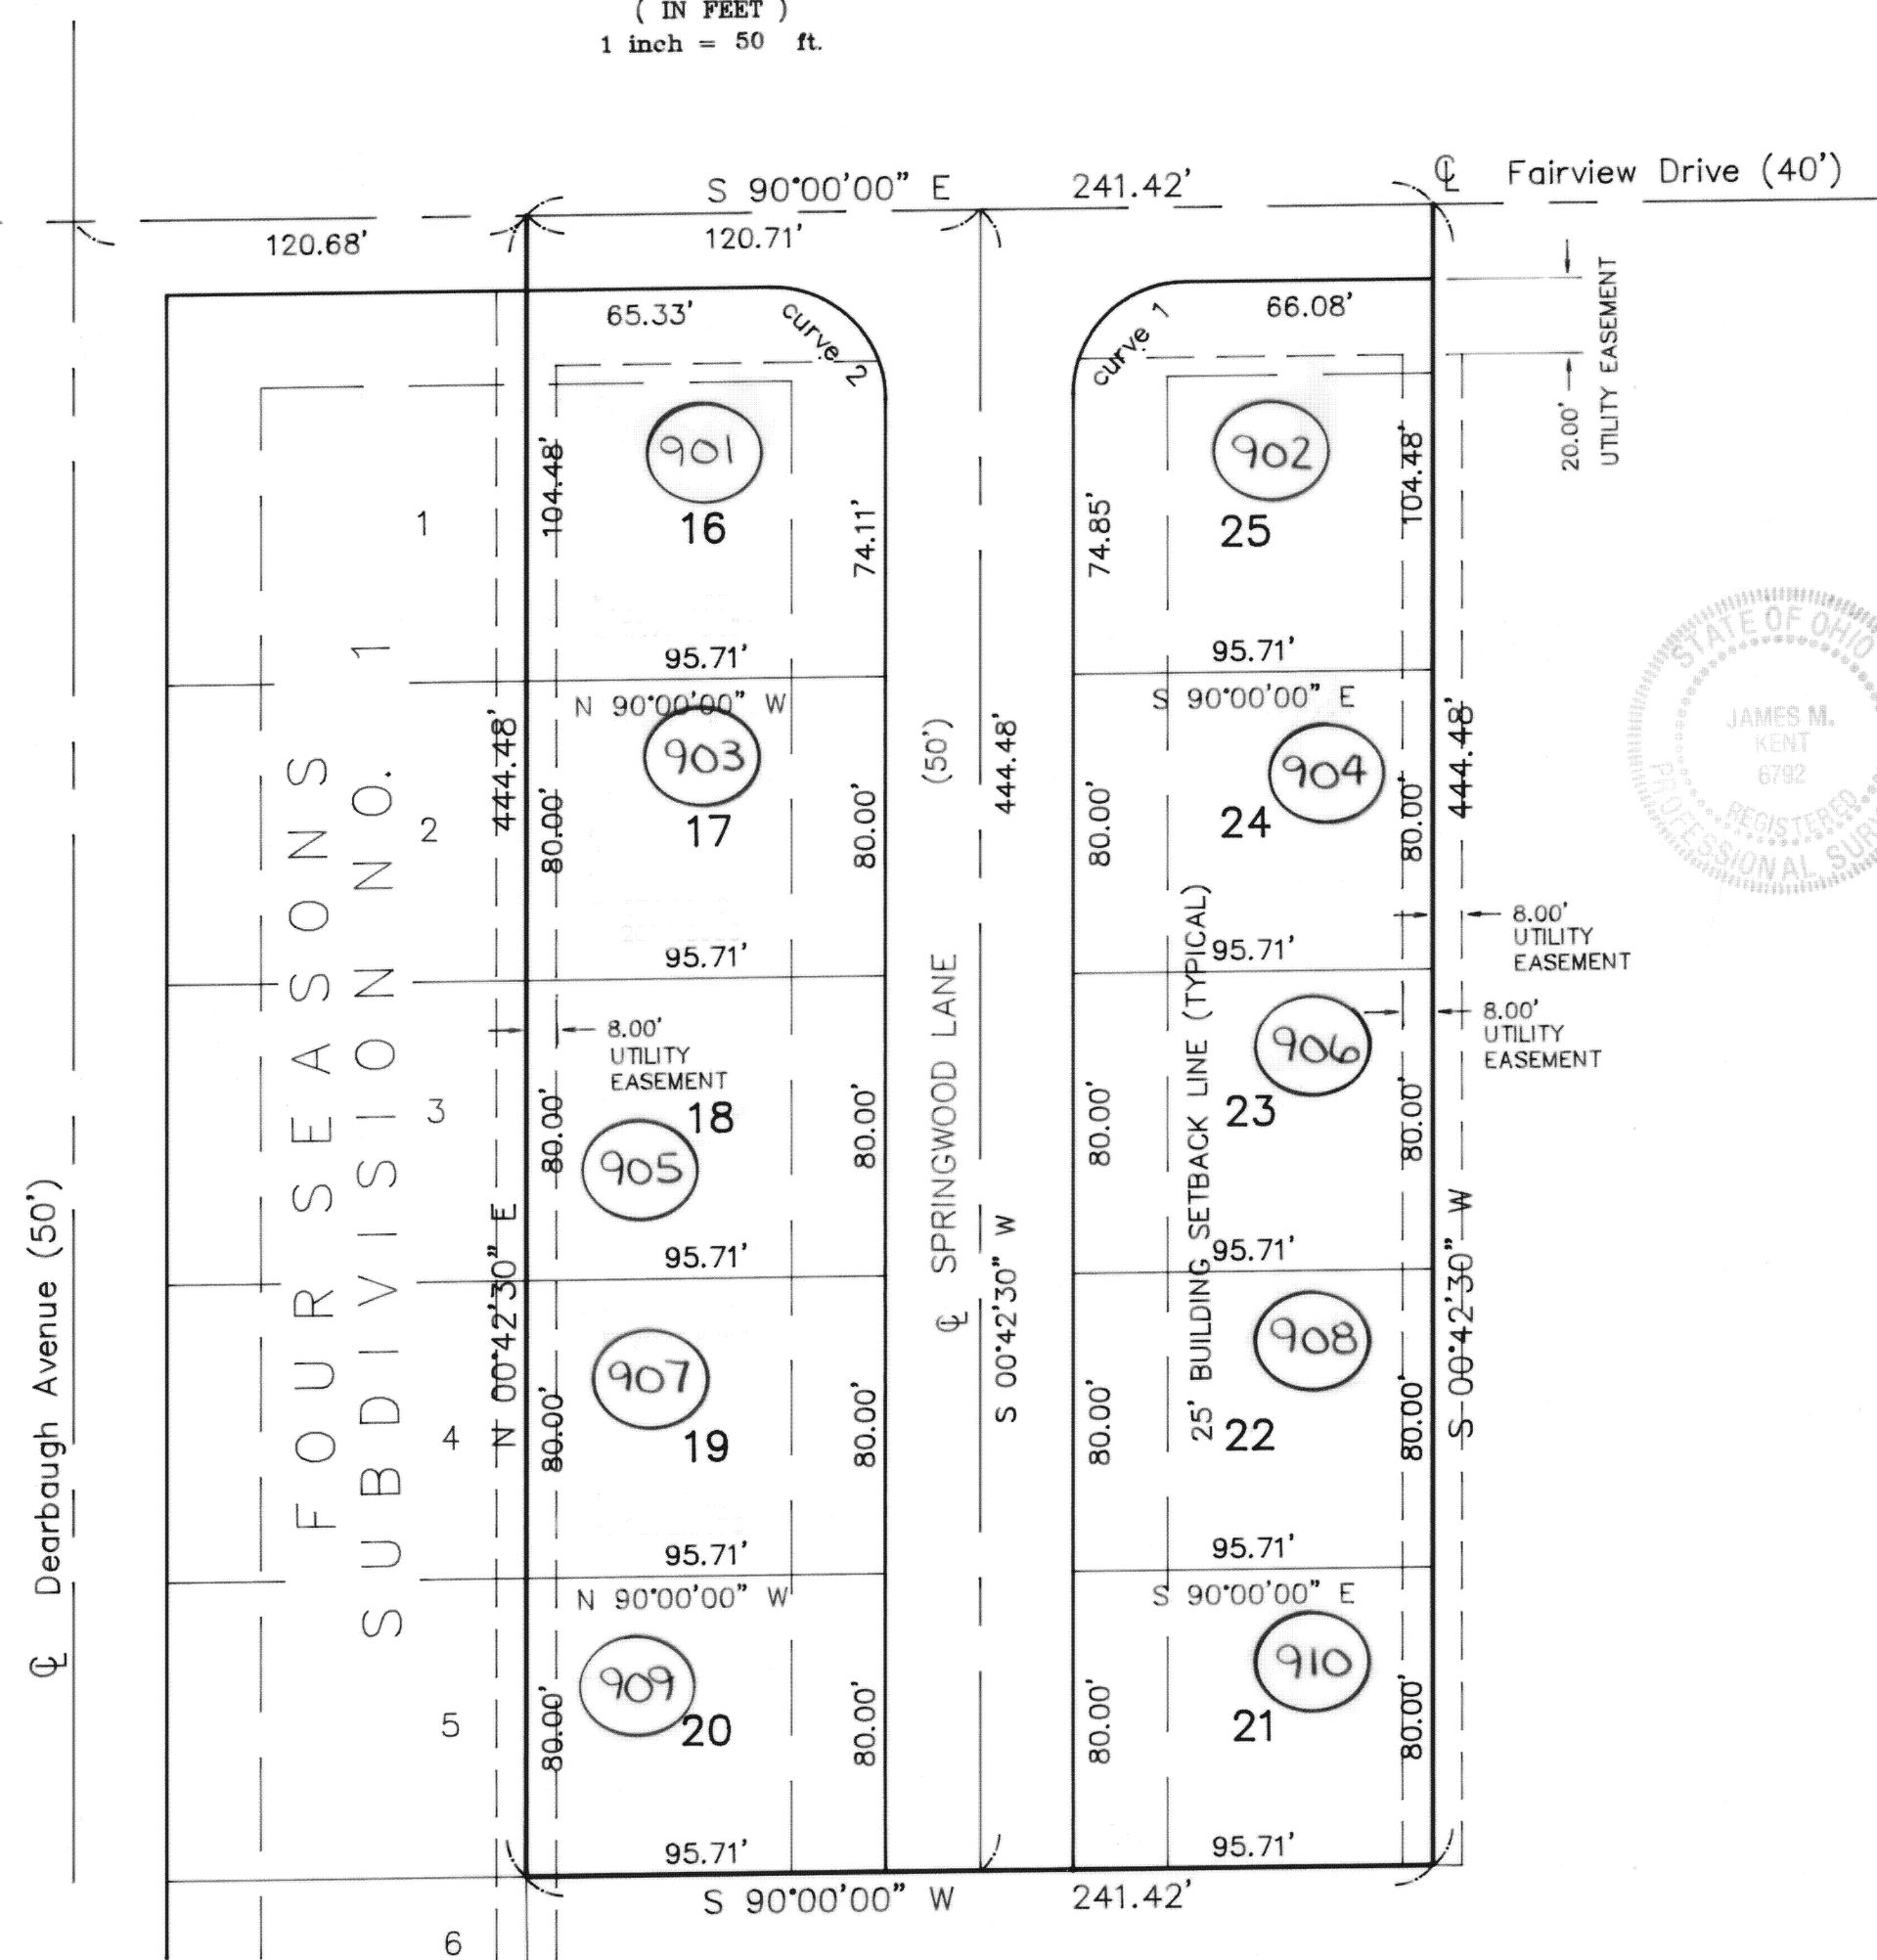 ( IN FEET )
1 inch = 50 ft.
℄ Fairview Drive (40')
S 90°00'00" E 241.42'
120.68'
120.71'
65.33'
curve 2
curve 1
66.08'
20.00'
UTILITY EASEMENT
1
104.48'
901
16
74.11'
74.85'
902
25
104.48'
95.71'
95.71'
N 90°00'00" W
S 90°00'00" E
STATE OF OHIO
JAMES M.
KENT
6792
REGISTERED
PROFESSIONAL
2
444.48'
80.00'
903
17
80.00'
(50')
444.48'
80.00'
904
24
80.00'
444.48'
95.71'
95.71'
8.00'
UTILITY
EASEMENT
8.00'
UTILITY
EASEMENT
8.00'
UTILITY
EASEMENT
FOUR SEASONS
SUBDIVISION NO. 1
3
80.00'
18
905
80.00'
℄ SPRINGWOOD LANE
80.00'
25' BUILDING SETBACK LINE (TYPICAL)
906
23
80.00'
95.71'
95.71'
℄ Dearbaugh Avenue (50')
4
N 00°42'30" E
80.00'
907
19
80.00'
S 00°42'30" W
80.00'
908
22
80.00'
S 00°42'30" W
95.71'
95.71'
N 90°00'00" W
S 90°00'00" E
5
80.00'
909
20
80.00'
80.00'
910
21
80.00'
95.71'
95.71'
S 90°00'00" W 241.42'
6